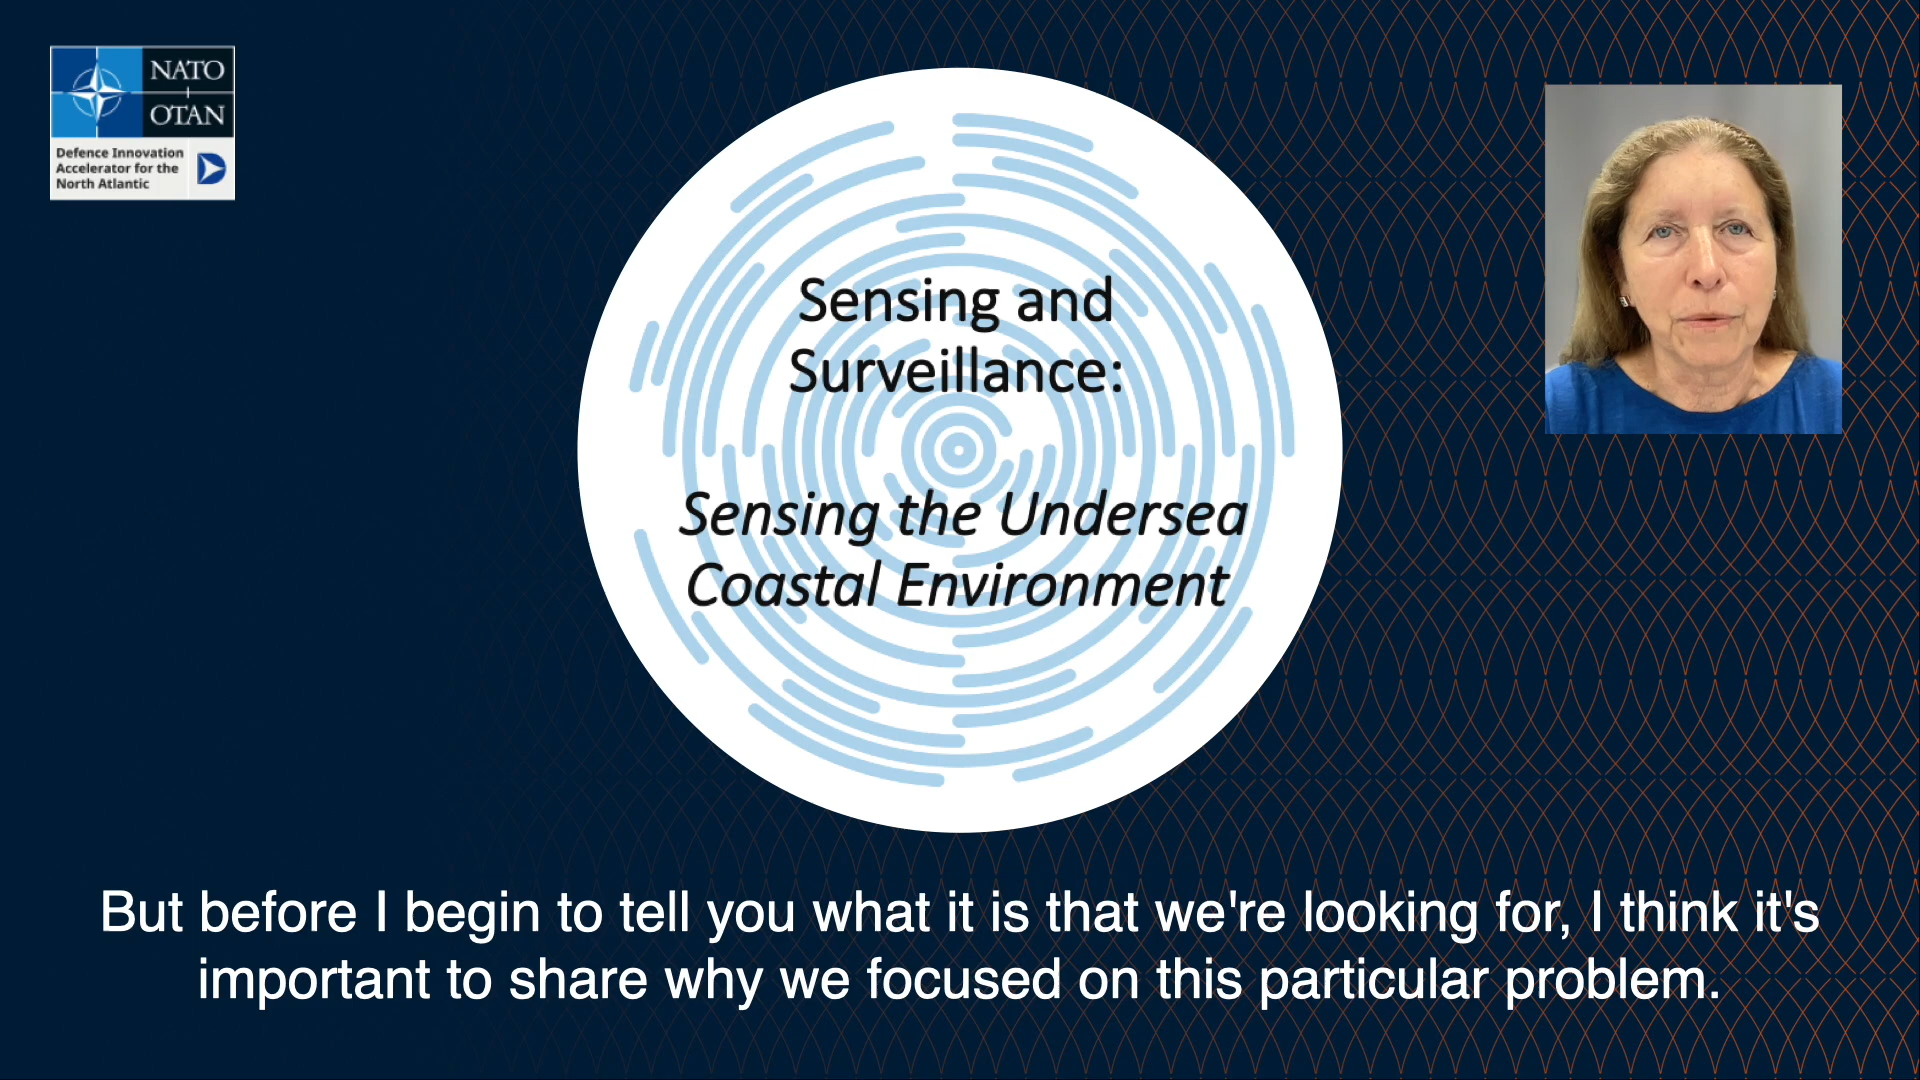 NATO
OTAN
Defence Innovation
Accelerator for the
North Atlantic
Sensing and
Surveillance:
Sensing the Undersea
Coastal Environment
But before I begin to tell you what it is that we're looking for, I think it's
important to share why we focused on this particular problem.